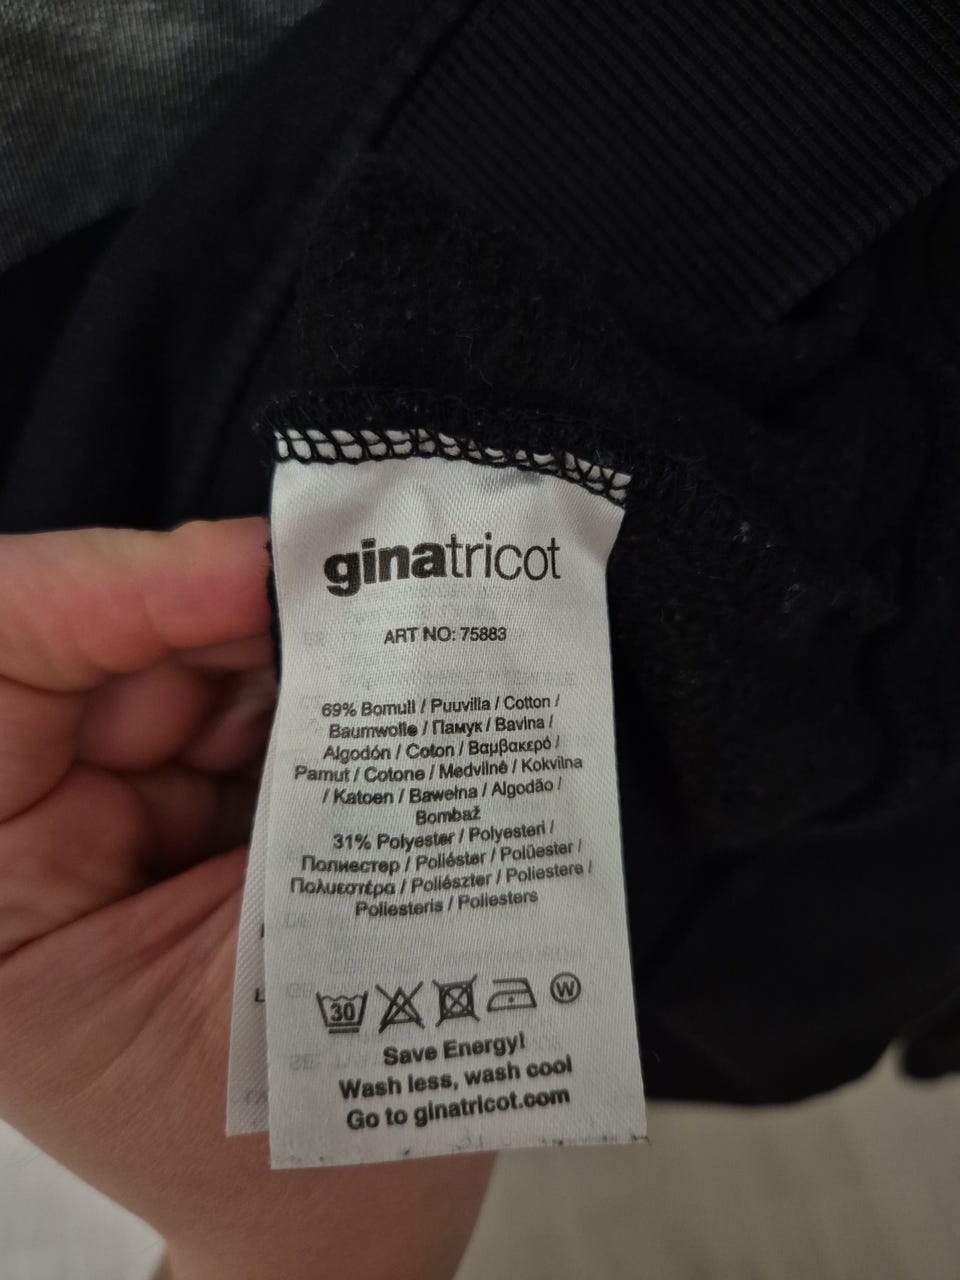 ginatricot
ART NO: 75883
69% Bomull / Puuvilla / Cotton /
Baumwolle / Памук / Bavlna /
Algodón / Coton / Βαμβακερό /
Pamut / Cotone / Medvilnė / Kokvilna
/ Katoen / Bawełna / Algodão /
Bombaž
31% Polyester / Polyesteri /
Полиестер / Poliéster / Polüester /
Πολυεστέρα / Poliészter / Poliestere /
Poliesteris / Poliesters
30
W
Save Energy!
Wash less, wash cool
Go to ginatricot.com